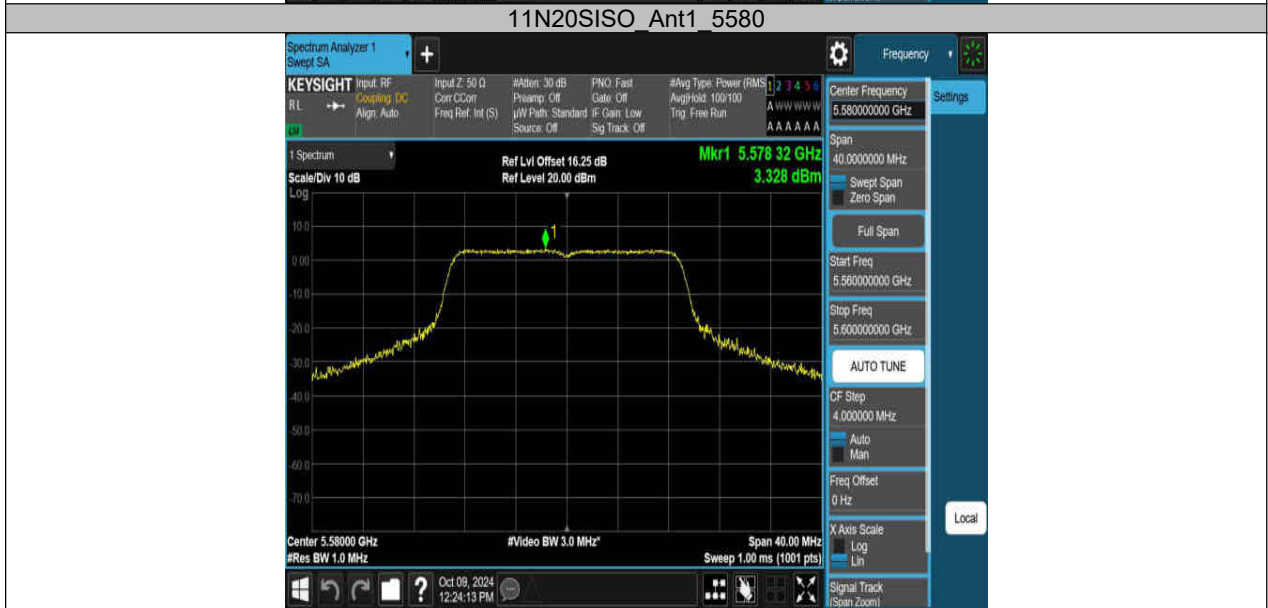 11N20SISO_Ant1_5580
Spectrum Analyzer 1
Swept SA
+
Frequency
KEYSIGHT
RL
LXI
Input: RF
Coupling: DC
Align: Auto
Input Z: 50 Ω
Corr CCorr
Freq Ref: Int (S)
#Atten: 30 dB
Preamp: Off
µW Path: Standard
Source: Off
PNO: Fast
Gate: Off
IF Gain: Low
Sig Track: Off
#Avg Type: Power (RMS
Avg|Hold: 100/100
Trig: Free Run
1 2 3 4 5 6
A W W W W W
A A A A A A
1 Spectrum
Scale/Div 10 dB
Log
Ref Lvl Offset 16.25 dB
Ref Level 20.00 dBm
Mkr1 5.578 32 GHz
3.328 dBm
1
10.0
0.00
-10.0
-20.0
-30.0
-40.0
-50.0
-60.0
-70.0
Center 5.58000 GHz
#Res BW 1.0 MHz
#Video BW 3.0 MHz*
Span 40.00 MHz
Sweep 1.00 ms (1001 pts)
?
Oct 09, 2024
12:24:13 PM
Center Frequency
5.580000000 GHz
Settings
Span
40.0000000 MHz
Swept Span
Zero Span
Full Span
Start Freq
5.560000000 GHz
Stop Freq
5.600000000 GHz
AUTO TUNE
CF Step
4.000000 MHz
Auto
Man
Freq Offset
0 Hz
Local
X Axis Scale
Log
Lin
Signal Track
(Span Zoom)